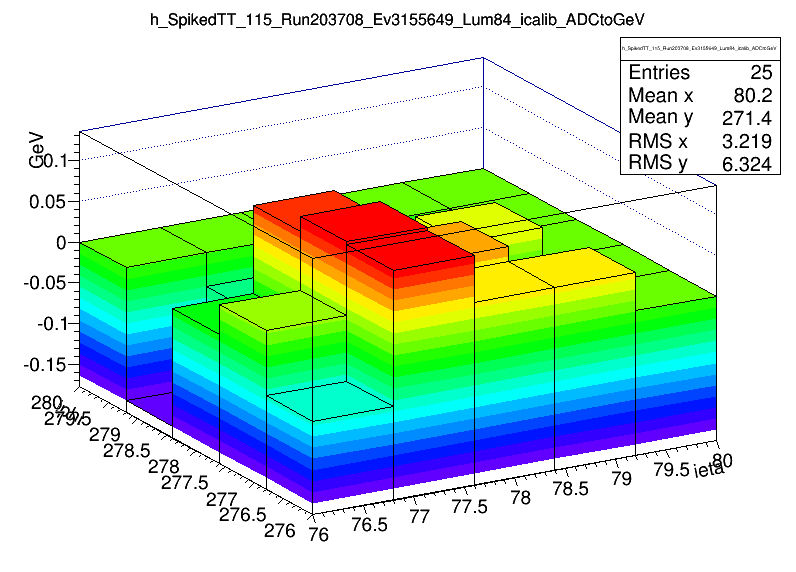 h_SpikedTT_115_Run203708_Ev3155649_Lum84_icalib_ADCtoGeV
h_SpikedTT_115_Run203708_Ev3155649_Lum84_icalib_ADCtoGeV
Entries 25
Mean x 80.2
Mean y 271.4
RMS x 3.219
RMS y 6.324
GeV
0.1
0.05
0
-0.05
-0.1
-0.15
280
279.5
279
278.5
278
277.5
277
276.5
276
iphi
76
76.5
77
77.5
78
78.5
79
79.5
80
ieta